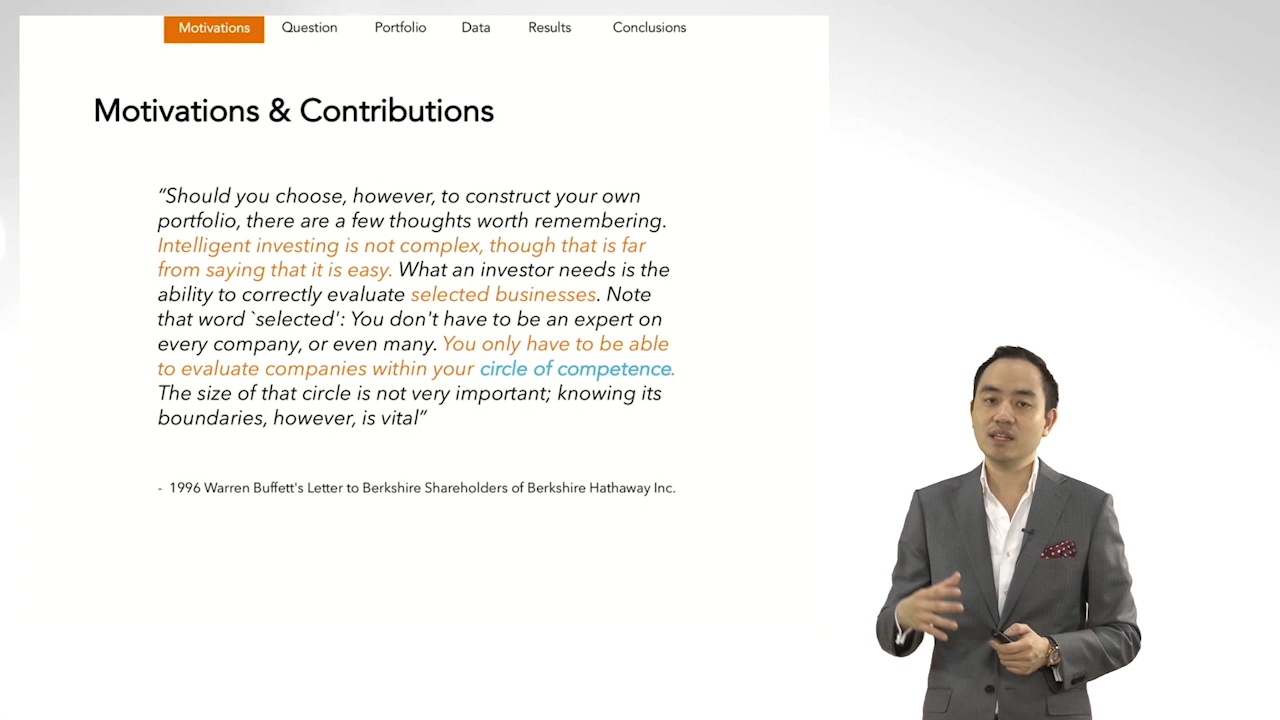 Motivations Question Portfolio Data Results Conclusions
Motivations & Contributions
“Should you choose, however, to construct your own
portfolio, there are a few thoughts worth remembering.
Intelligent investing is not complex, though that is far
from saying that it is easy. What an investor needs is the
ability to correctly evaluate selected businesses. Note
that word `selected': You don't have to be an expert on
every company, or even many. You only have to be able
to evaluate companies within your circle of competence.
The size of that circle is not very important; knowing its
boundaries, however, is vital”
- 1996 Warren Buffett's Letter to Berkshire Shareholders of Berkshire Hathaway Inc.